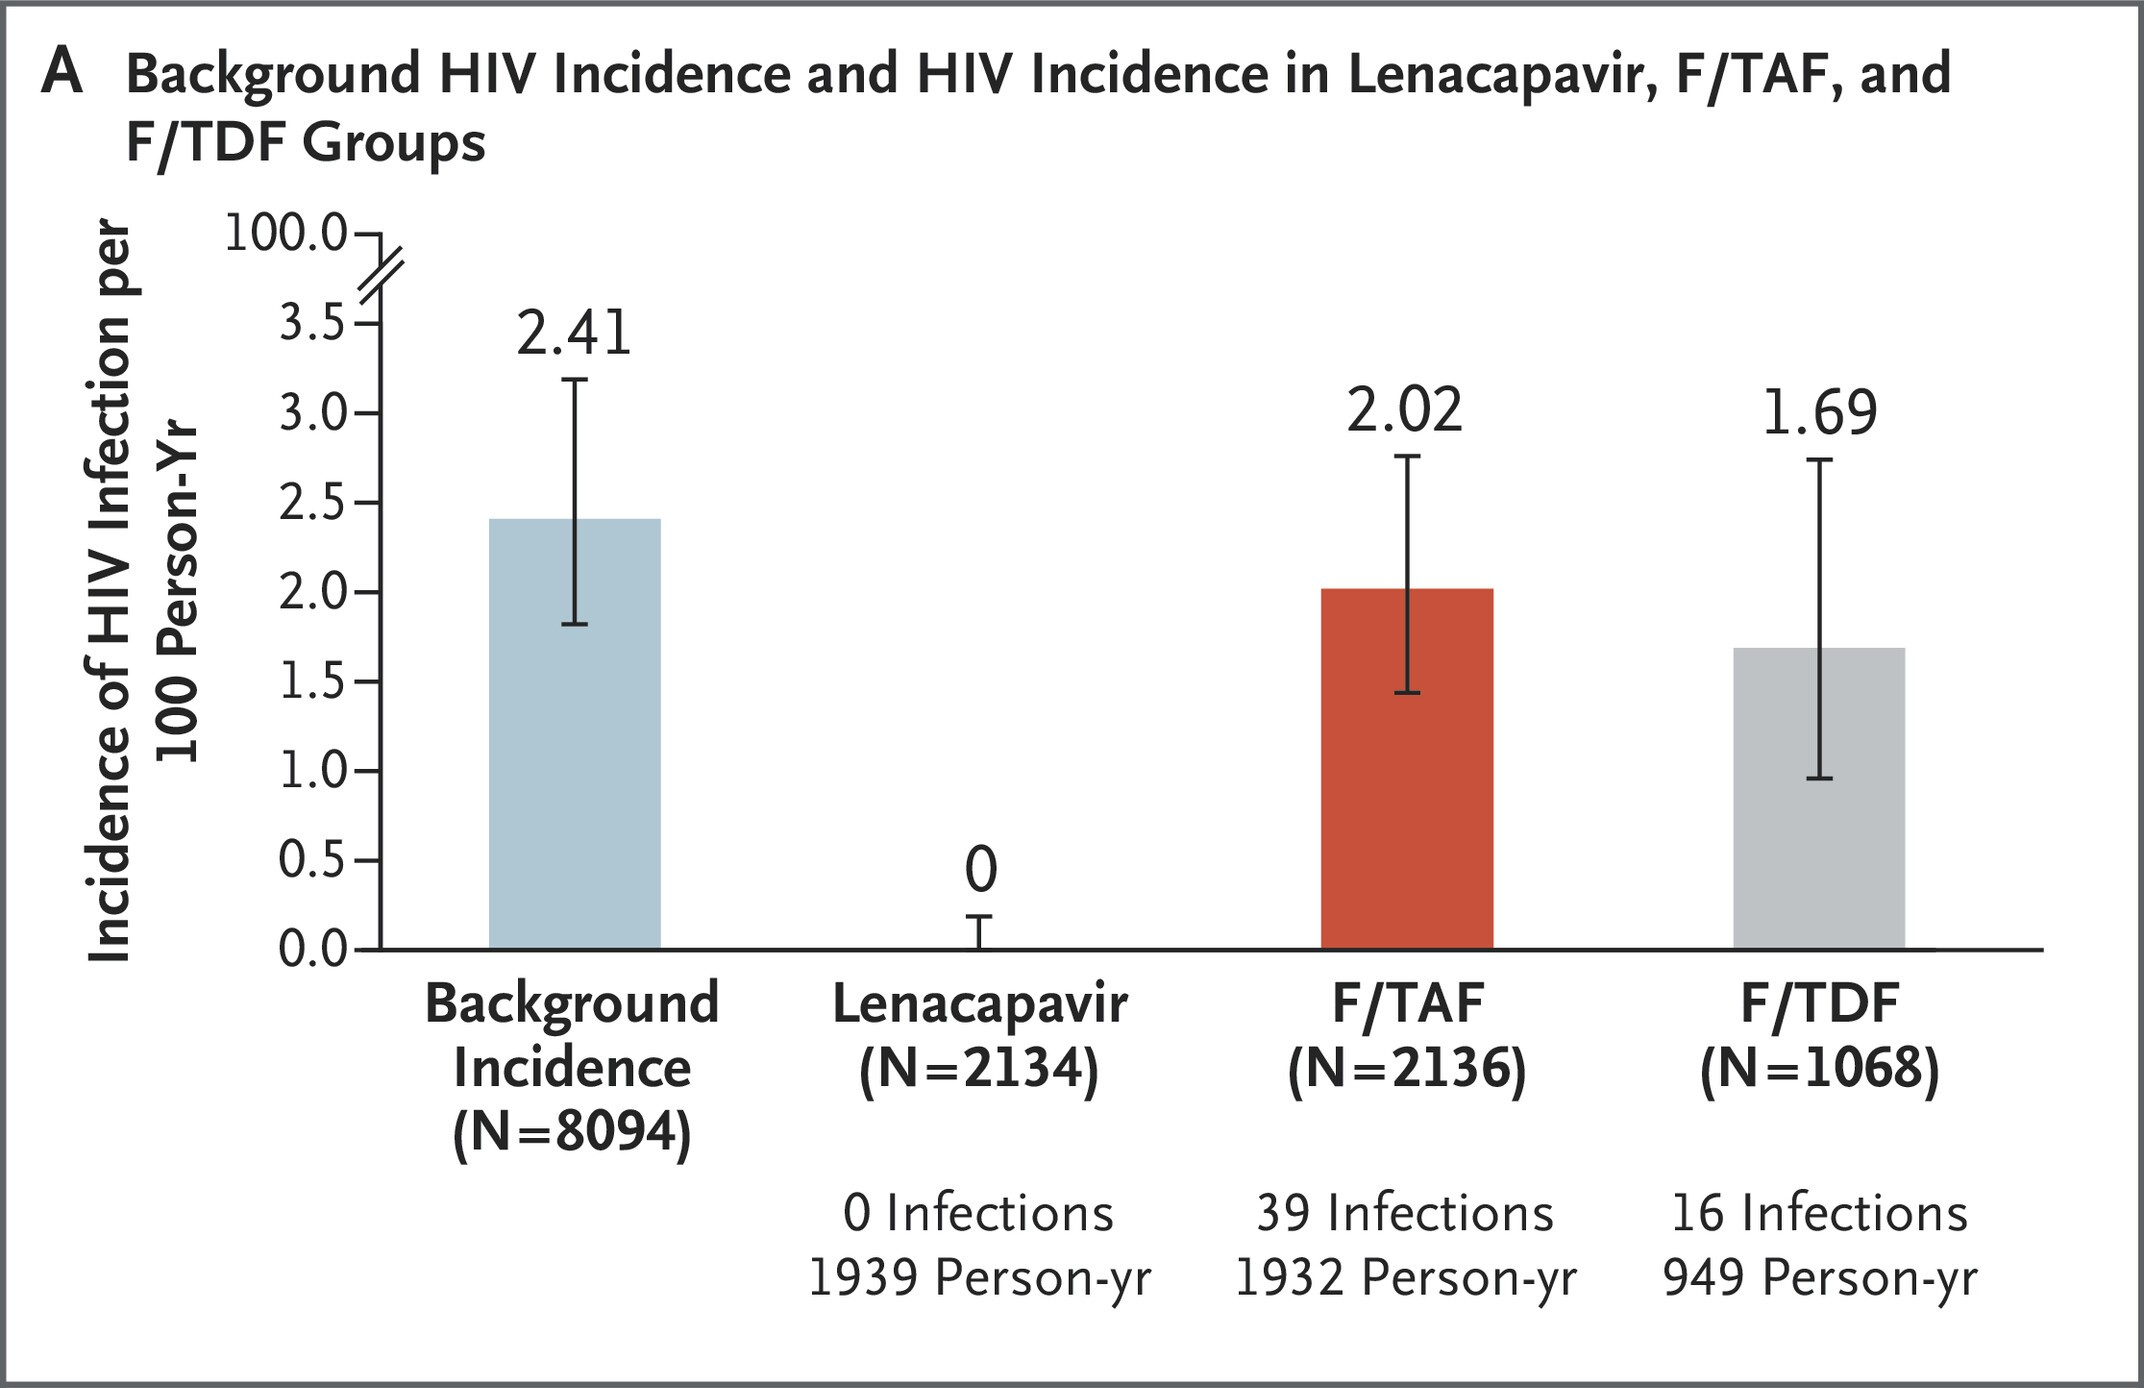 A Background HIV Incidence and HIV Incidence in Lenacapavir, F/TAF, and
F/TDF Groups
Incidence of HIV Infection per
100 Person-Yr
100.0
3.5
3.0
2.5
2.0
1.5
1.0
0.5
0.0
2.41
0
2.02
1.69
Background
Incidence
(N=8094)
Lenacapavir
(N=2134)
0 Infections
1939 Person-yr
F/TAF
(N=2136)
39 Infections
1932 Person-yr
F/TDF
(N=1068)
16 Infections
949 Person-yr